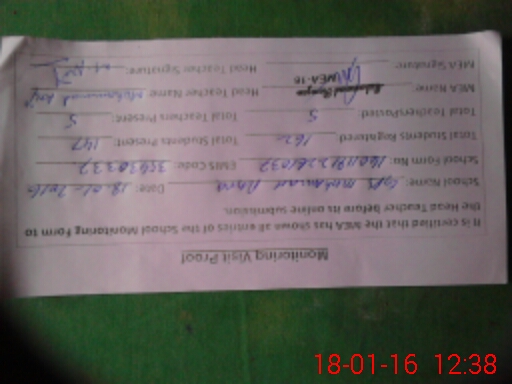 Monitoring Visit Proof
It is certified that the MEA has shown all entries of the School Monitoring Form to
the Head Teacher before its online submission.
School Name: GPS Date: 18-01-2016
School Form No: EMIS Code:
Total Students Registered 162 Total Students Present 147
Total Teachers Posted 5 Total Teachers Present: 5
MEA Name: MEA-16 Head Teacher Name: Muhammad
MEA Signature: Head Teacher Signature:
18-01-16 12:38